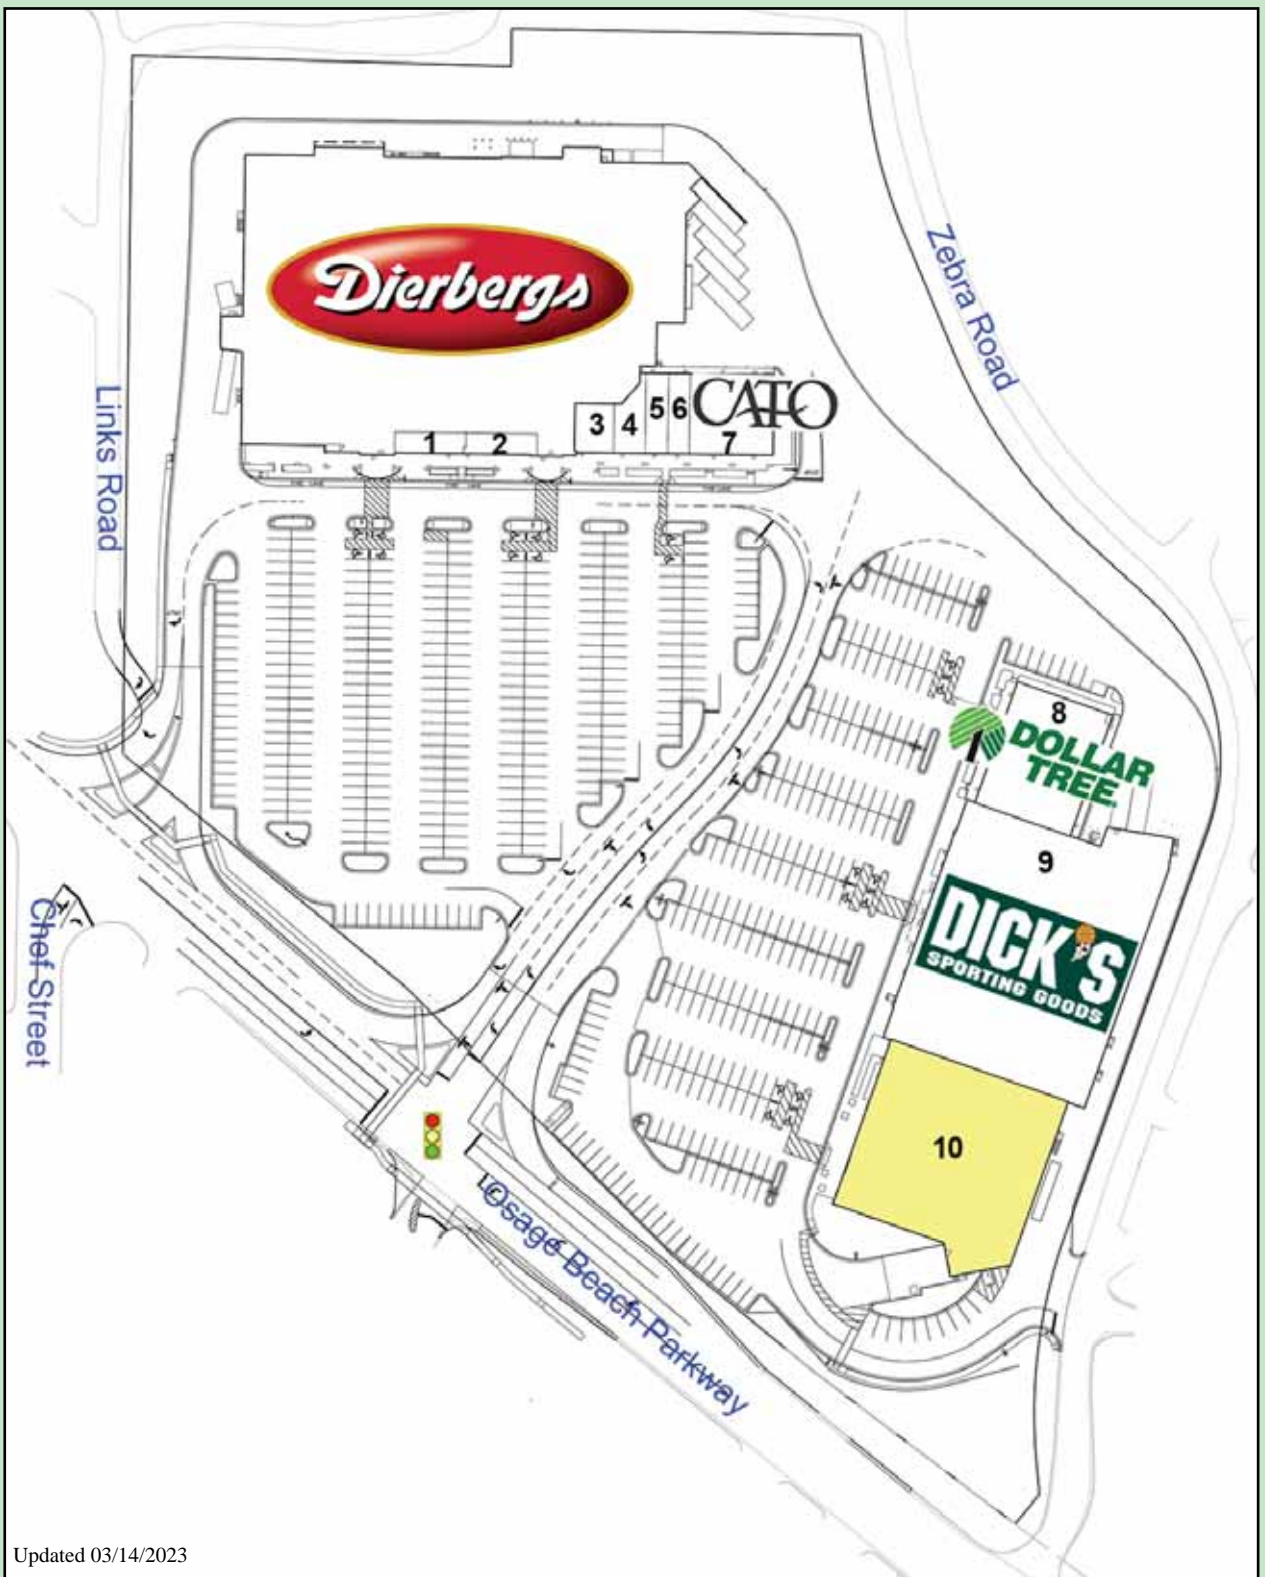 Dierbergs
Zebra Road
Links Road
CATO
1
2
3
4
5
6
7
8
DOLLAR
TREE
9
DICK'S
SPORTING GOODS
Chef Street
10
Osage Beach Parkway
Updated 03/14/2023